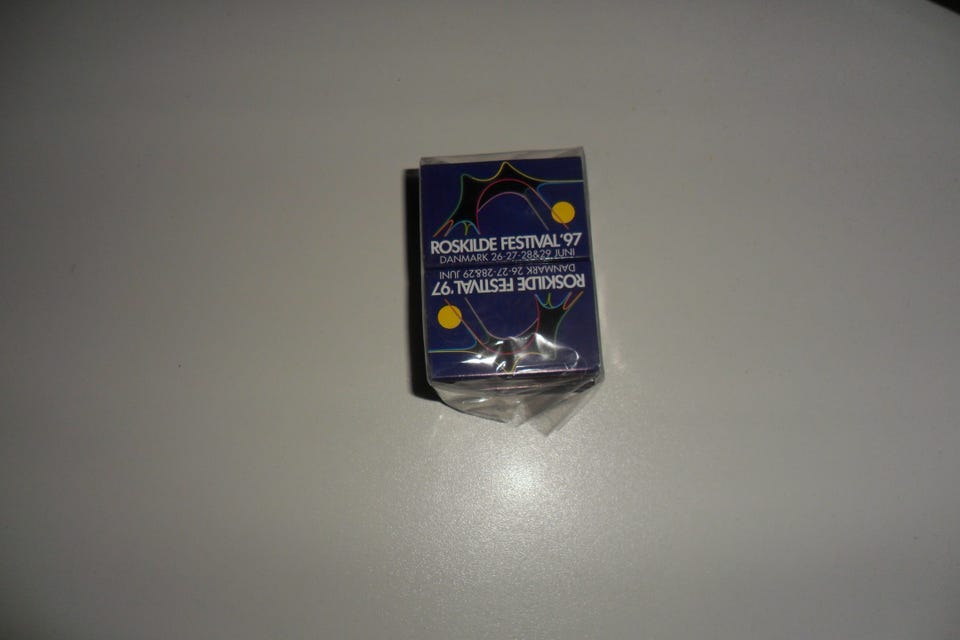 ROSKILDE FESTIVAL '97
DANMARK 26-27-28&29 JUNI
DANMARK 26-27-28&29 JUNI
ROSKILDE FESTIVAL '97